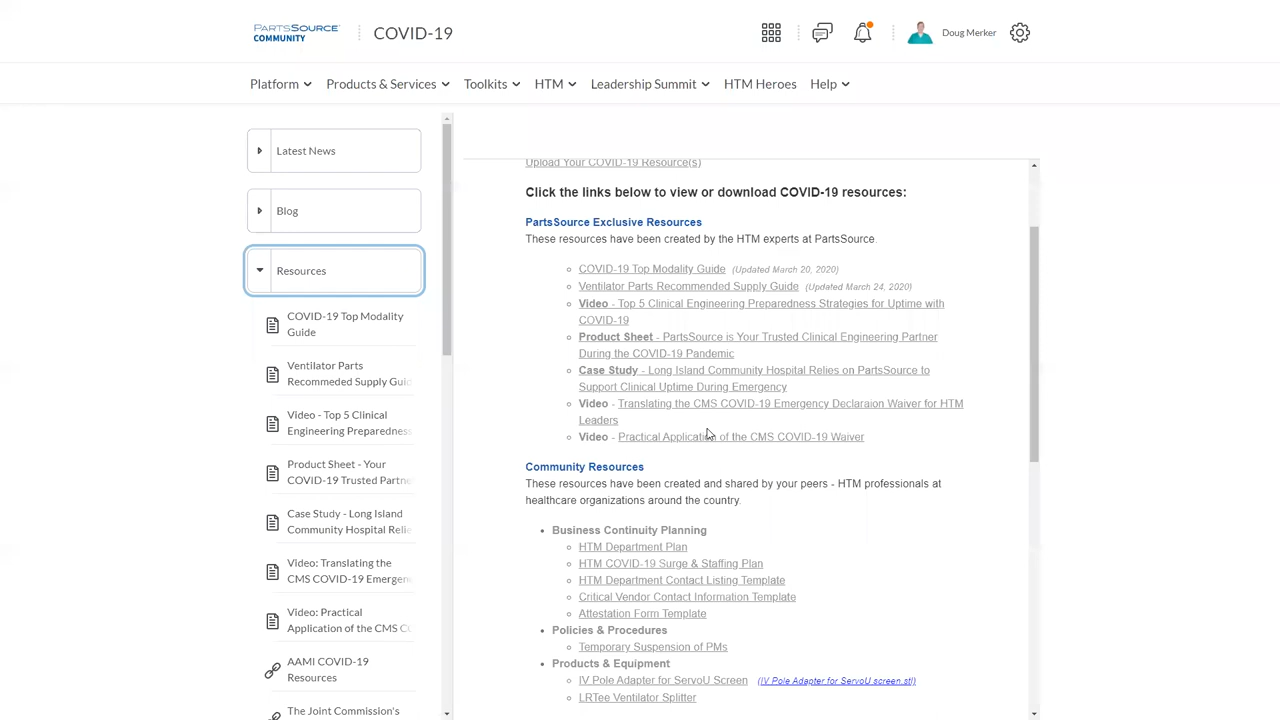 PARTSSOURCE
COMMUNITY
COVID-19
Doug Merker
Platform
Products & Services
Toolkits
HTM
Leadership Summit
HTM Heroes
Help
Latest News
Blog
Resources
COVID-19 Top Modality
Guide
Ventilator Parts
Recommeded Supply Guid
Video - Top 5 Clinical
Engineering Preparedness
Product Sheet - Your
COVID-19 Trusted Partne
Case Study - Long Island
Community Hospital Relie
Video: Translating the
CMS COVID-19 Emergen
Video: Practical
Application of the CMS CO
AAMI COVID-19
Resources
The Joint Commission's
Upload Your COVID-19 Resource(s)
Click the links below to view or download COVID-19 resources:
PartsSource Exclusive Resources
These resources have been created by the HTM experts at PartsSource.
COVID-19 Top Modality Guide (Updated March 20, 2020)
Ventilator Parts Recommended Supply Guide (Updated March 24, 2020)
Video - Top 5 Clinical Engineering Preparedness Strategies for Uptime with
COVID-19
Product Sheet - PartsSource is Your Trusted Clinical Engineering Partner
During the COVID-19 Pandemic
Case Study - Long Island Community Hospital Relies on PartsSource to
Support Clinical Uptime During Emergency
Video - Translating the CMS COVID-19 Emergency Declaraion Waiver for HTM
Leaders
Video - Practical Application of the CMS COVID-19 Waiver
Community Resources
These resources have been created and shared by your peers - HTM professionals at
healthcare organizations around the country.
Business Continuity Planning
HTM Department Plan
HTM COVID-19 Surge & Staffing Plan
HTM Department Contact Listing Template
Critical Vendor Contact Information Template
Attestation Form Template
Policies & Procedures
Temporary Suspension of PMs
Products & Equipment
IV Pole Adapter for ServoU Screen (IV Pole Adapter for ServoU screen.stl)
LRTee Ventilator Splitter